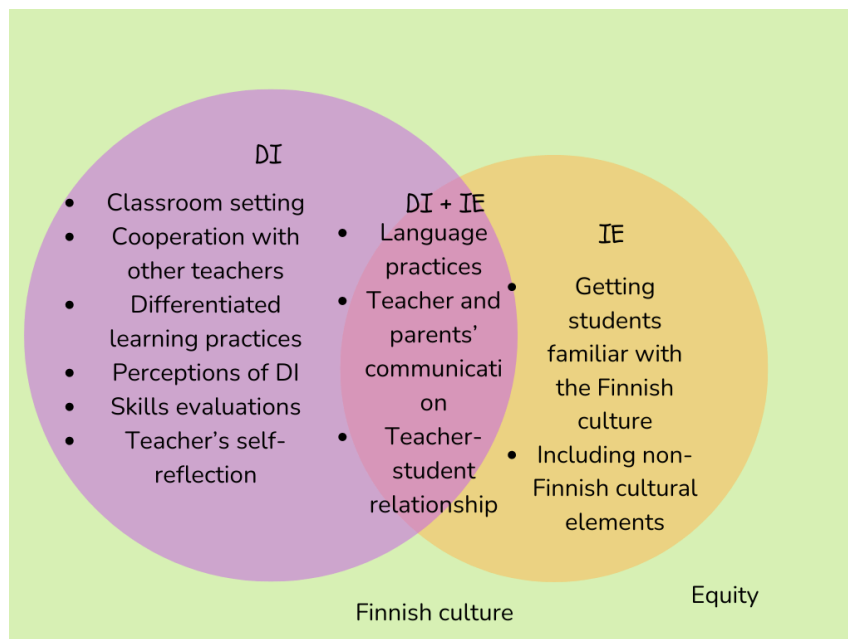 DI
• Classroom setting
• Cooperation with
other teachers
• Differentiated
learning practices
• Perceptions of DI
• Skills evaluations
• Teacher's self-
reflection
DI + IE
• Language
practices
• Teacher and
parents'
communicati
on
• Teacher-
student
relationship
IE
• Getting
students
familiar with
the Finnish
culture
• Including non-
Finnish cultural
elements
Equity
Finnish culture